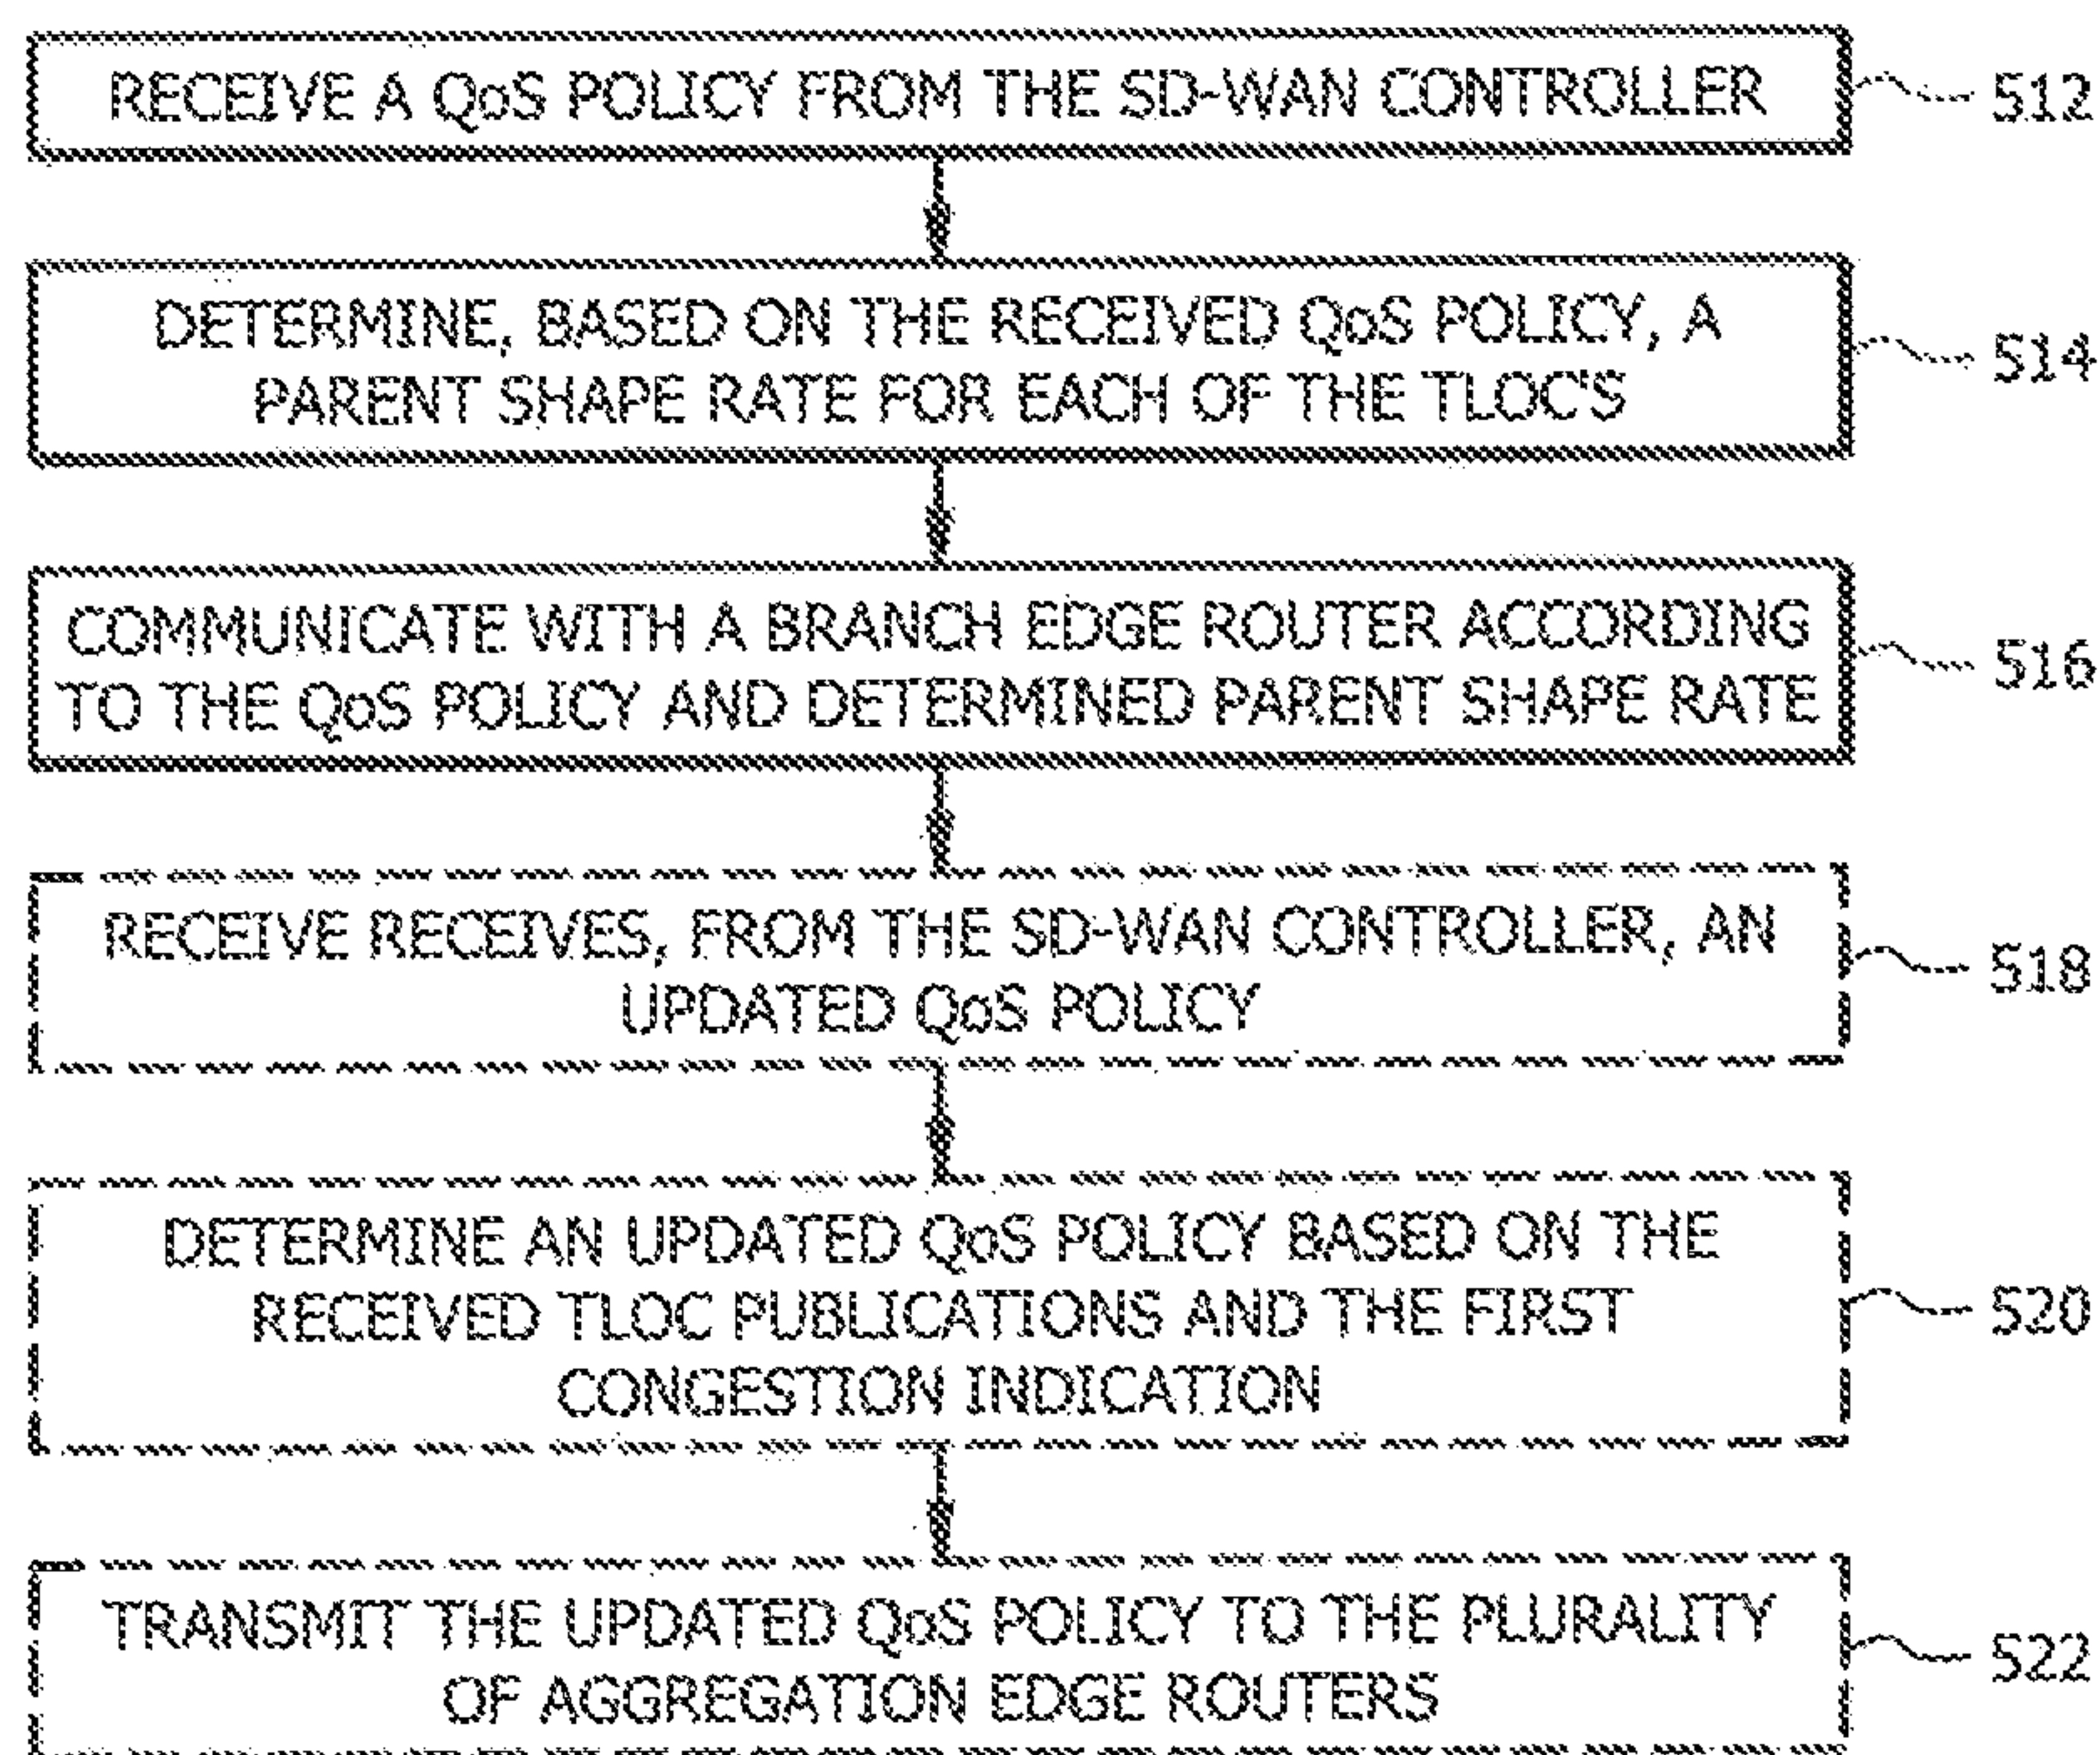 RECEIVE A QoS POLICY FROM THE SD-WAN CONTROLLER
512
DETERMINE, BASED ON THE RECEIVED QoS POLICY, A
PARENT SHAPE RATE FOR EACH OF THE TLOC'S
514
COMMUNICATE WITH A BRANCH EDGE ROUTER ACCORDING
TO THE QoS POLICY AND DETERMINED PARENT SHAPE RATE
516
RECEIVE RECEIVES, FROM THE SD-WAN CONTROLLER, AN
UPDATED QoS POLICY
518
DETERMINE AN UPDATED QoS POLICY BASED ON THE
RECEIVED TLOC PUBLICATIONS AND THE FIRST
CONGESTION INDICATION
520
TRANSMIT THE UPDATED QoS POLICY TO THE PLURALITY
OF AGGREGATION EDGE ROUTERS
522